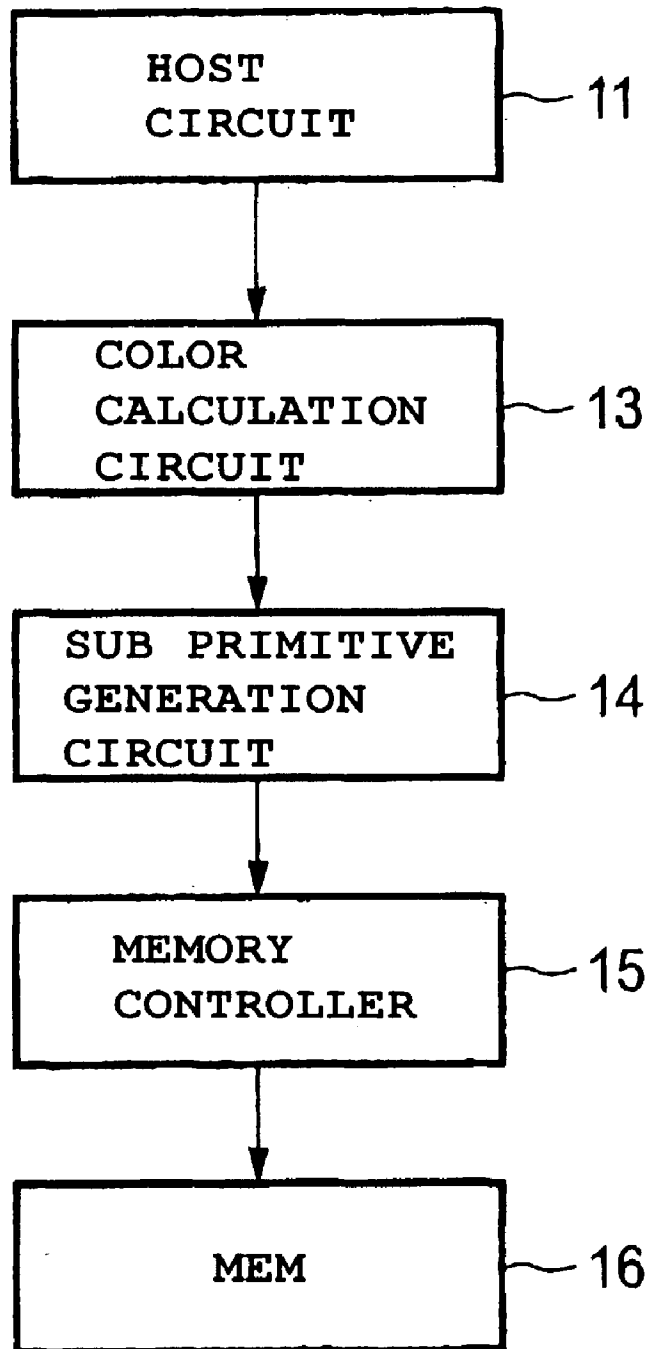 HOST
CIRCUIT
11
COLOR
CALCULATION
CIRCUIT
13
SUB PRIMITIVE
GENERATION
CIRCUIT
14
MEMORY
CONTROLLER
15
MEM
16